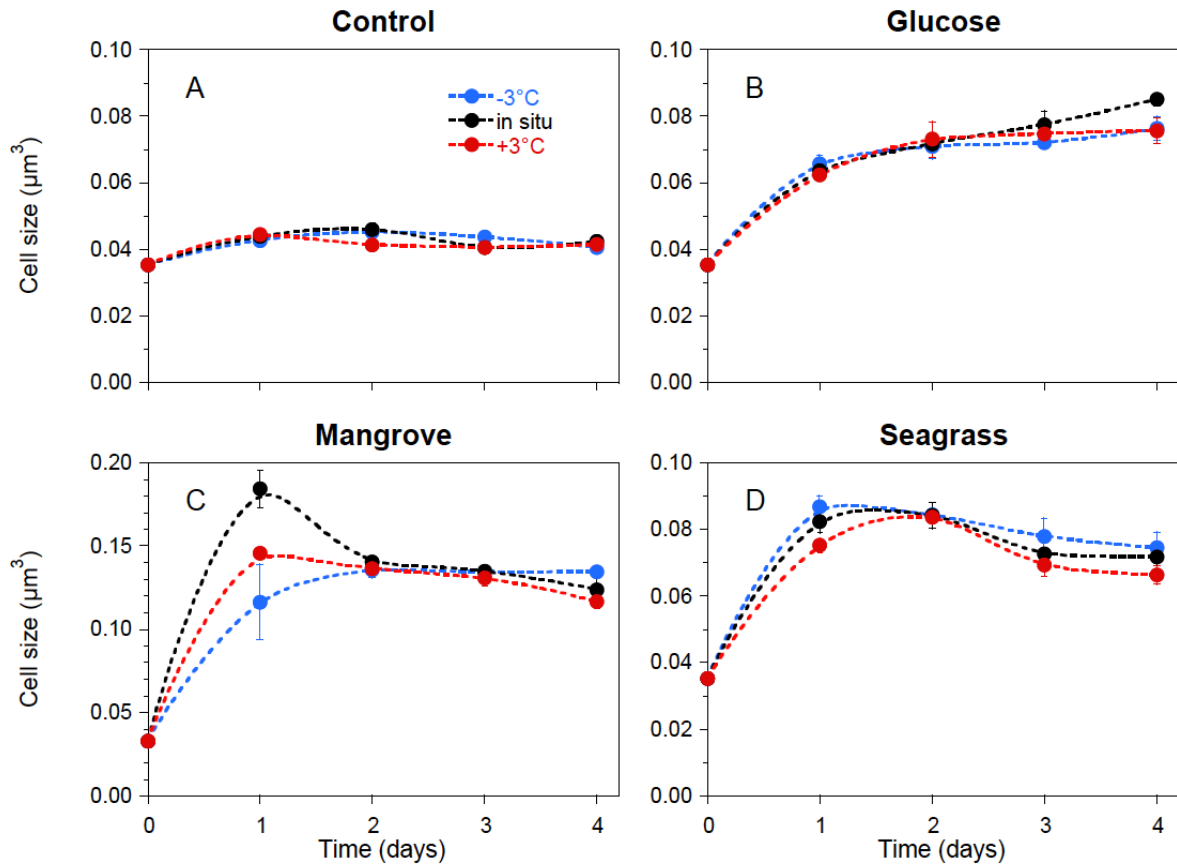 Control
Glucose
Cell size (µm³)
0.10
0.08
0.06
0.04
0.02
0.00
A
-3°C
in situ
+3°C
0.10
0.08
0.06
0.04
0.02
0.00
B
Mangrove
Seagrass
Cell size (µm³)
0.20
0.15
0.10
0.05
0.00
C
0 1 2 3 4
Time (days)
0.10
0.08
0.06
0.04
0.02
0.00
D
0 1 2 3 4
Time (days)